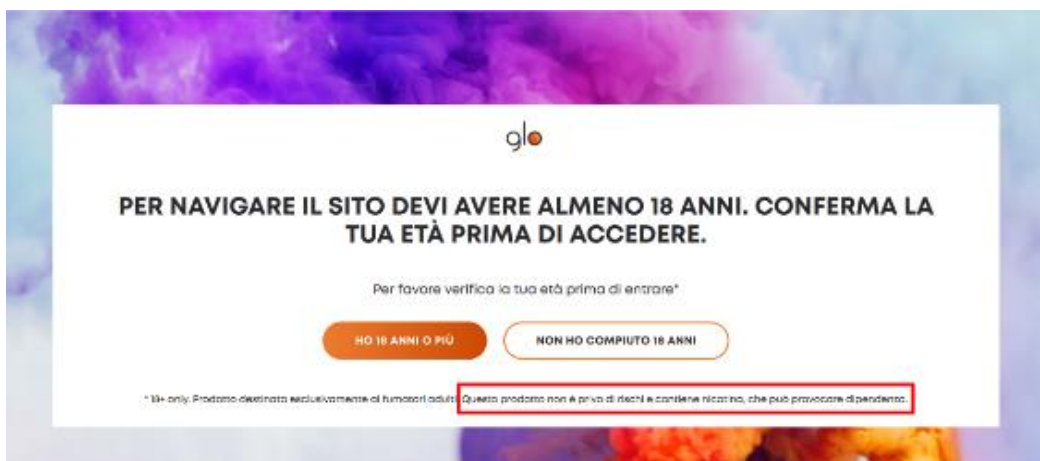 glo
PER NAVIGARE IL SITO DEVI AVERE ALMENO 18 ANNI. CONFERMA LA
TUA ETÀ PRIMA DI ACCEDERE.
Per favore verifica la tua età prima di entrare*
HO 18 ANNI O PIÙ
NON HO COMPIUTO 18 ANNI
* 18+ only. Prodotto destinato esclusivamente ai fumatori adulti. Questo prodotto non è privo di rischi e contiene nicotina, che può provocare dipendenza.